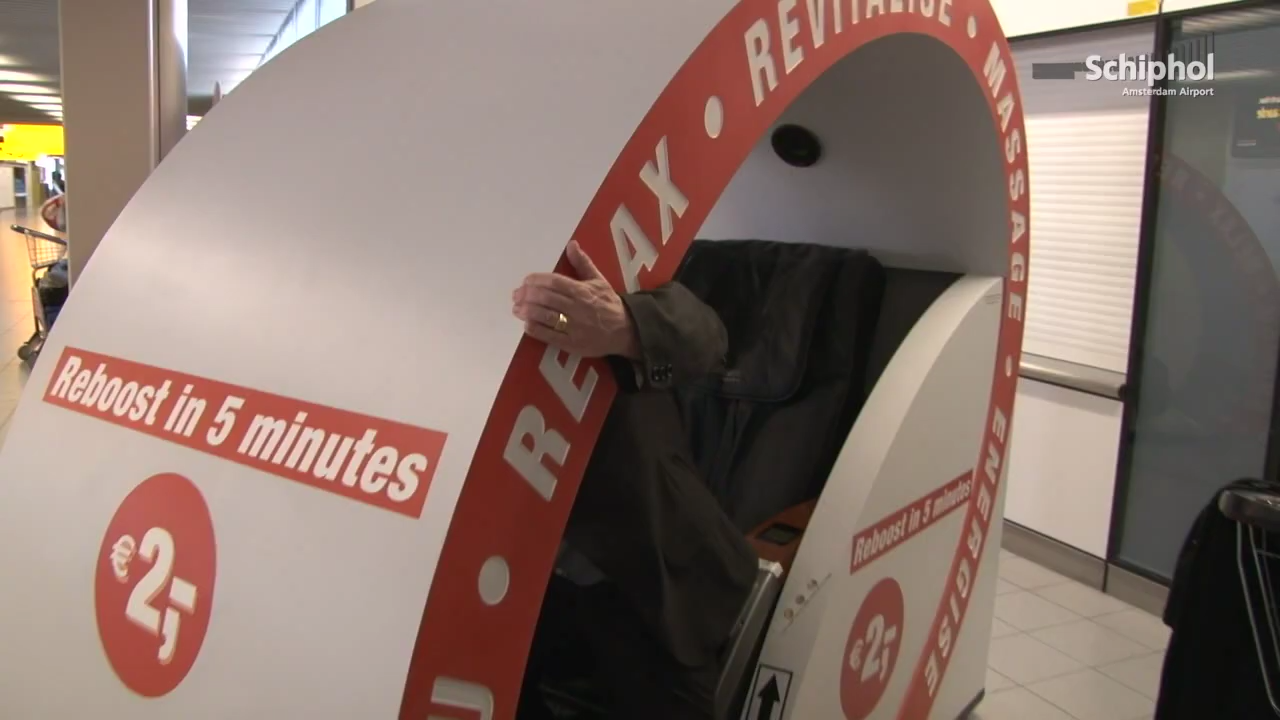 Schiphol
Amsterdam Airport
RELAX • REVITALISE • MASSAGE • ENERGISE
Reboost in 5 minutes
€2,-
Reboost in 5 minutes
€2,-